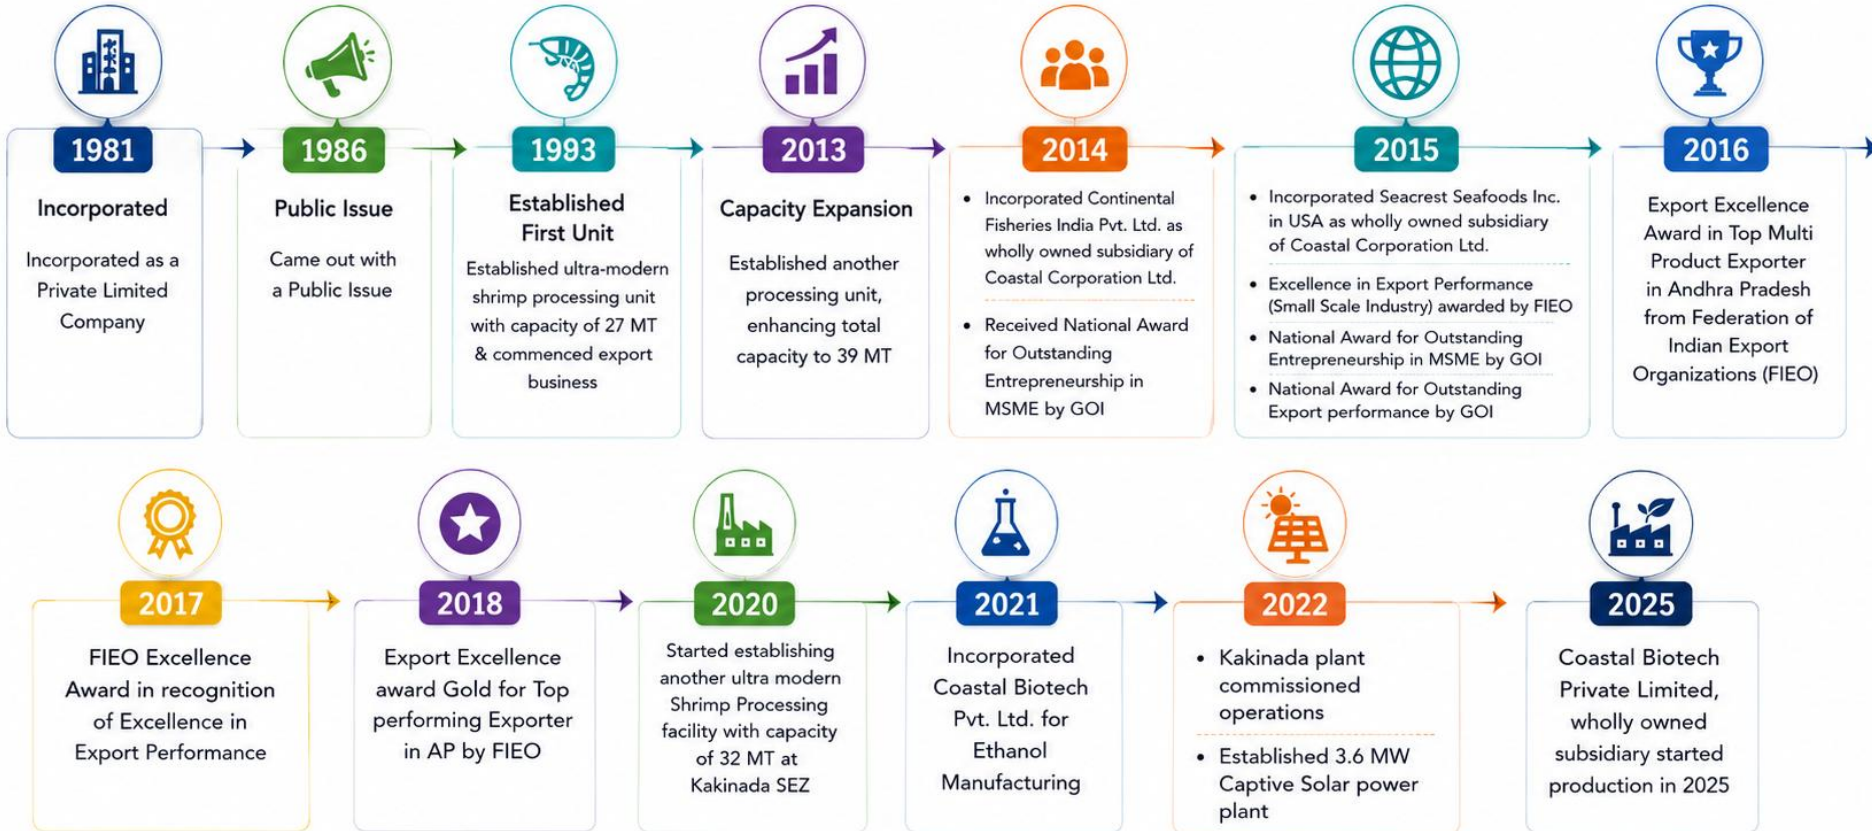 1981
Incorporated
Incorporated as a
Private Limited
Company
1986
Public Issue
Came out with
a Public Issue
1993
Established
First Unit
Established ultra-modern
shrimp processing unit
with capacity of 27 MT
& commenced export
business
2013
Capacity Expansion
Established another
processing unit,
enhancing total
capacity to 39 MT
2014
• Incorporated Continental
Fisheries India Pvt. Ltd. as
wholly owned subsidiary of
Coastal Corporation Ltd.
• Received National Award
for Outstanding
Entrepreneurship in
MSME by GOI
2015
• Incorporated Seacrest Seafoods Inc.
in USA as wholly owned subsidiary
of Coastal Corporation Ltd.
• Excellence in Export Performance
(Small Scale Industry) awarded by FIEO
• National Award for Outstanding
Entrepreneurship in MSME by GOI
• National Award for Outstanding
Export performance by GOI
2016
Export Excellence
Award in Top Multi
Product Exporter
in Andhra Pradesh
from Federation of
Indian Export
Organizations (FIEO)
2017
FIEO Excellence
Award in recognition
of Excellence in
Export Performance
2018
Export Excellence
award Gold for Top
performing Exporter
in AP by FIEO
2020
Started establishing
another ultra modern
Shrimp Processing
facility with capacity
of 32 MT at
Kakinada SEZ
2021
Incorporated
Coastal Biotech
Pvt. Ltd. for
Ethanol
Manufacturing
2022
• Kakinada plant
commissioned
operations
• Established 3.6 MW
Captive Solar power
plant
2025
Coastal Biotech
Private Limited,
wholly owned
subsidiary started
production in 2025